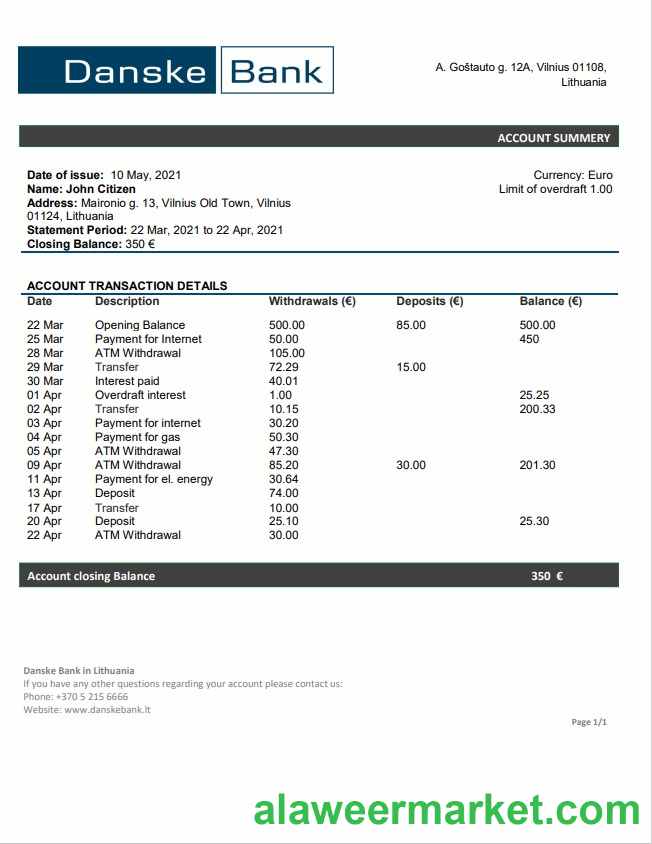 Danske Bank
A. Goštauto g. 12A, Vilnius 01108,
Lithuania
ACCOUNT SUMMERY
Date of issue: 10 May, 2021
Currency: Euro
Name: John Citizen
Limit of overdraft 1.00
Address: Maironio g. 13, Vilnius Old Town, Vilnius
01124, Lithuania
Statement Period: 22 Mar, 2021 to 22 Apr, 2021
Closing Balance: 350 €
ACCOUNT TRANSACTION DETAILS
Date Description Withdrawals (€) Deposits (€) Balance (€)
22 Mar Opening Balance 500.00 85.00 500.00
25 Mar Payment for Internet 50.00 450
28 Mar ATM Withdrawal 105.00
29 Mar Transfer 72.29 15.00
30 Mar Interest paid 40.01
01 Apr Overdraft interest 1.00 25.25
02 Apr Transfer 10.15 200.33
03 Apr Payment for internet 30.20
04 Apr Payment for gas 50.30
05 Apr ATM Withdrawal 47.30
09 Apr ATM Withdrawal 85.20 30.00 201.30
11 Apr Payment for el. energy 30.64
13 Apr Deposit 74.00
17 Apr Transfer 10.00
20 Apr Deposit 25.10 25.30
22 Apr ATM Withdrawal 30.00
Account closing Balance 350 €
Danske Bank in Lithuania
If you have any other questions regarding your account please contact us:
Phone: +370 5 215 6666
Website: www.danskebank.lt
Page 1/1
alaweermarket.com